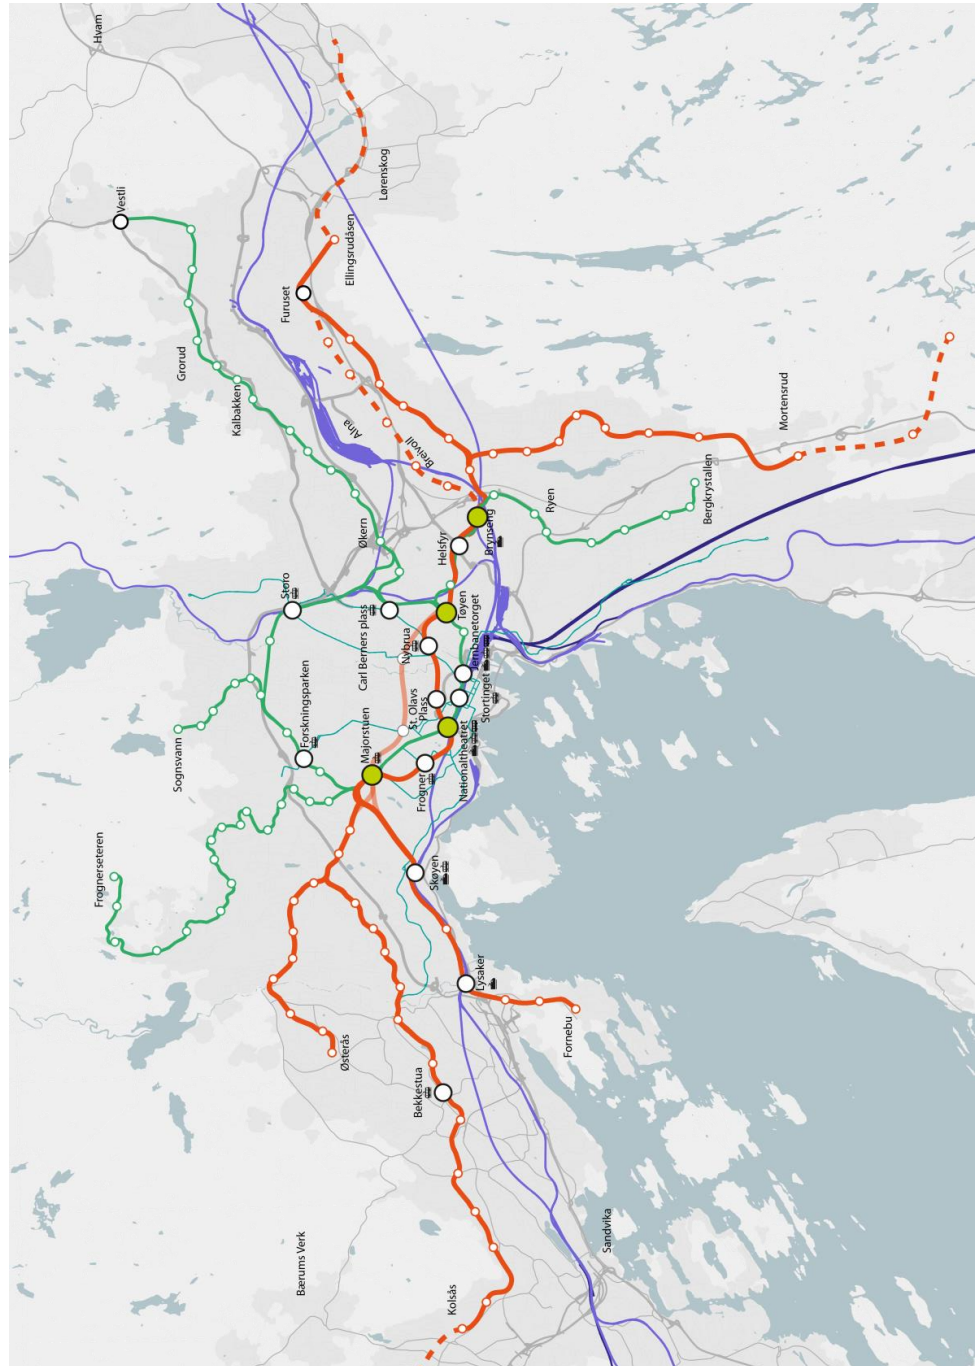 Hvam
Vestli
Lørenskog
Ellingsrudåsen
Furuset
Grorud
Kalbakken
Alna
Breivoll
Mortensrud
Bergkrystallen
Ryen
Brynseng
Helsfyr
Økern
Storo
Carl Berners plass
Tøyen
Nybrua
Jernbanetorget
Stortinget
St. Olavs
Plass
Nationaltheatret
Majorstuen
Forskningsparken
Sognsvann
Frogner
Frognerseteren
Skøyen
Lysaker
Fornebu
Østerås
Bekkestua
Bærums Verk
Sandvika
Kolsås